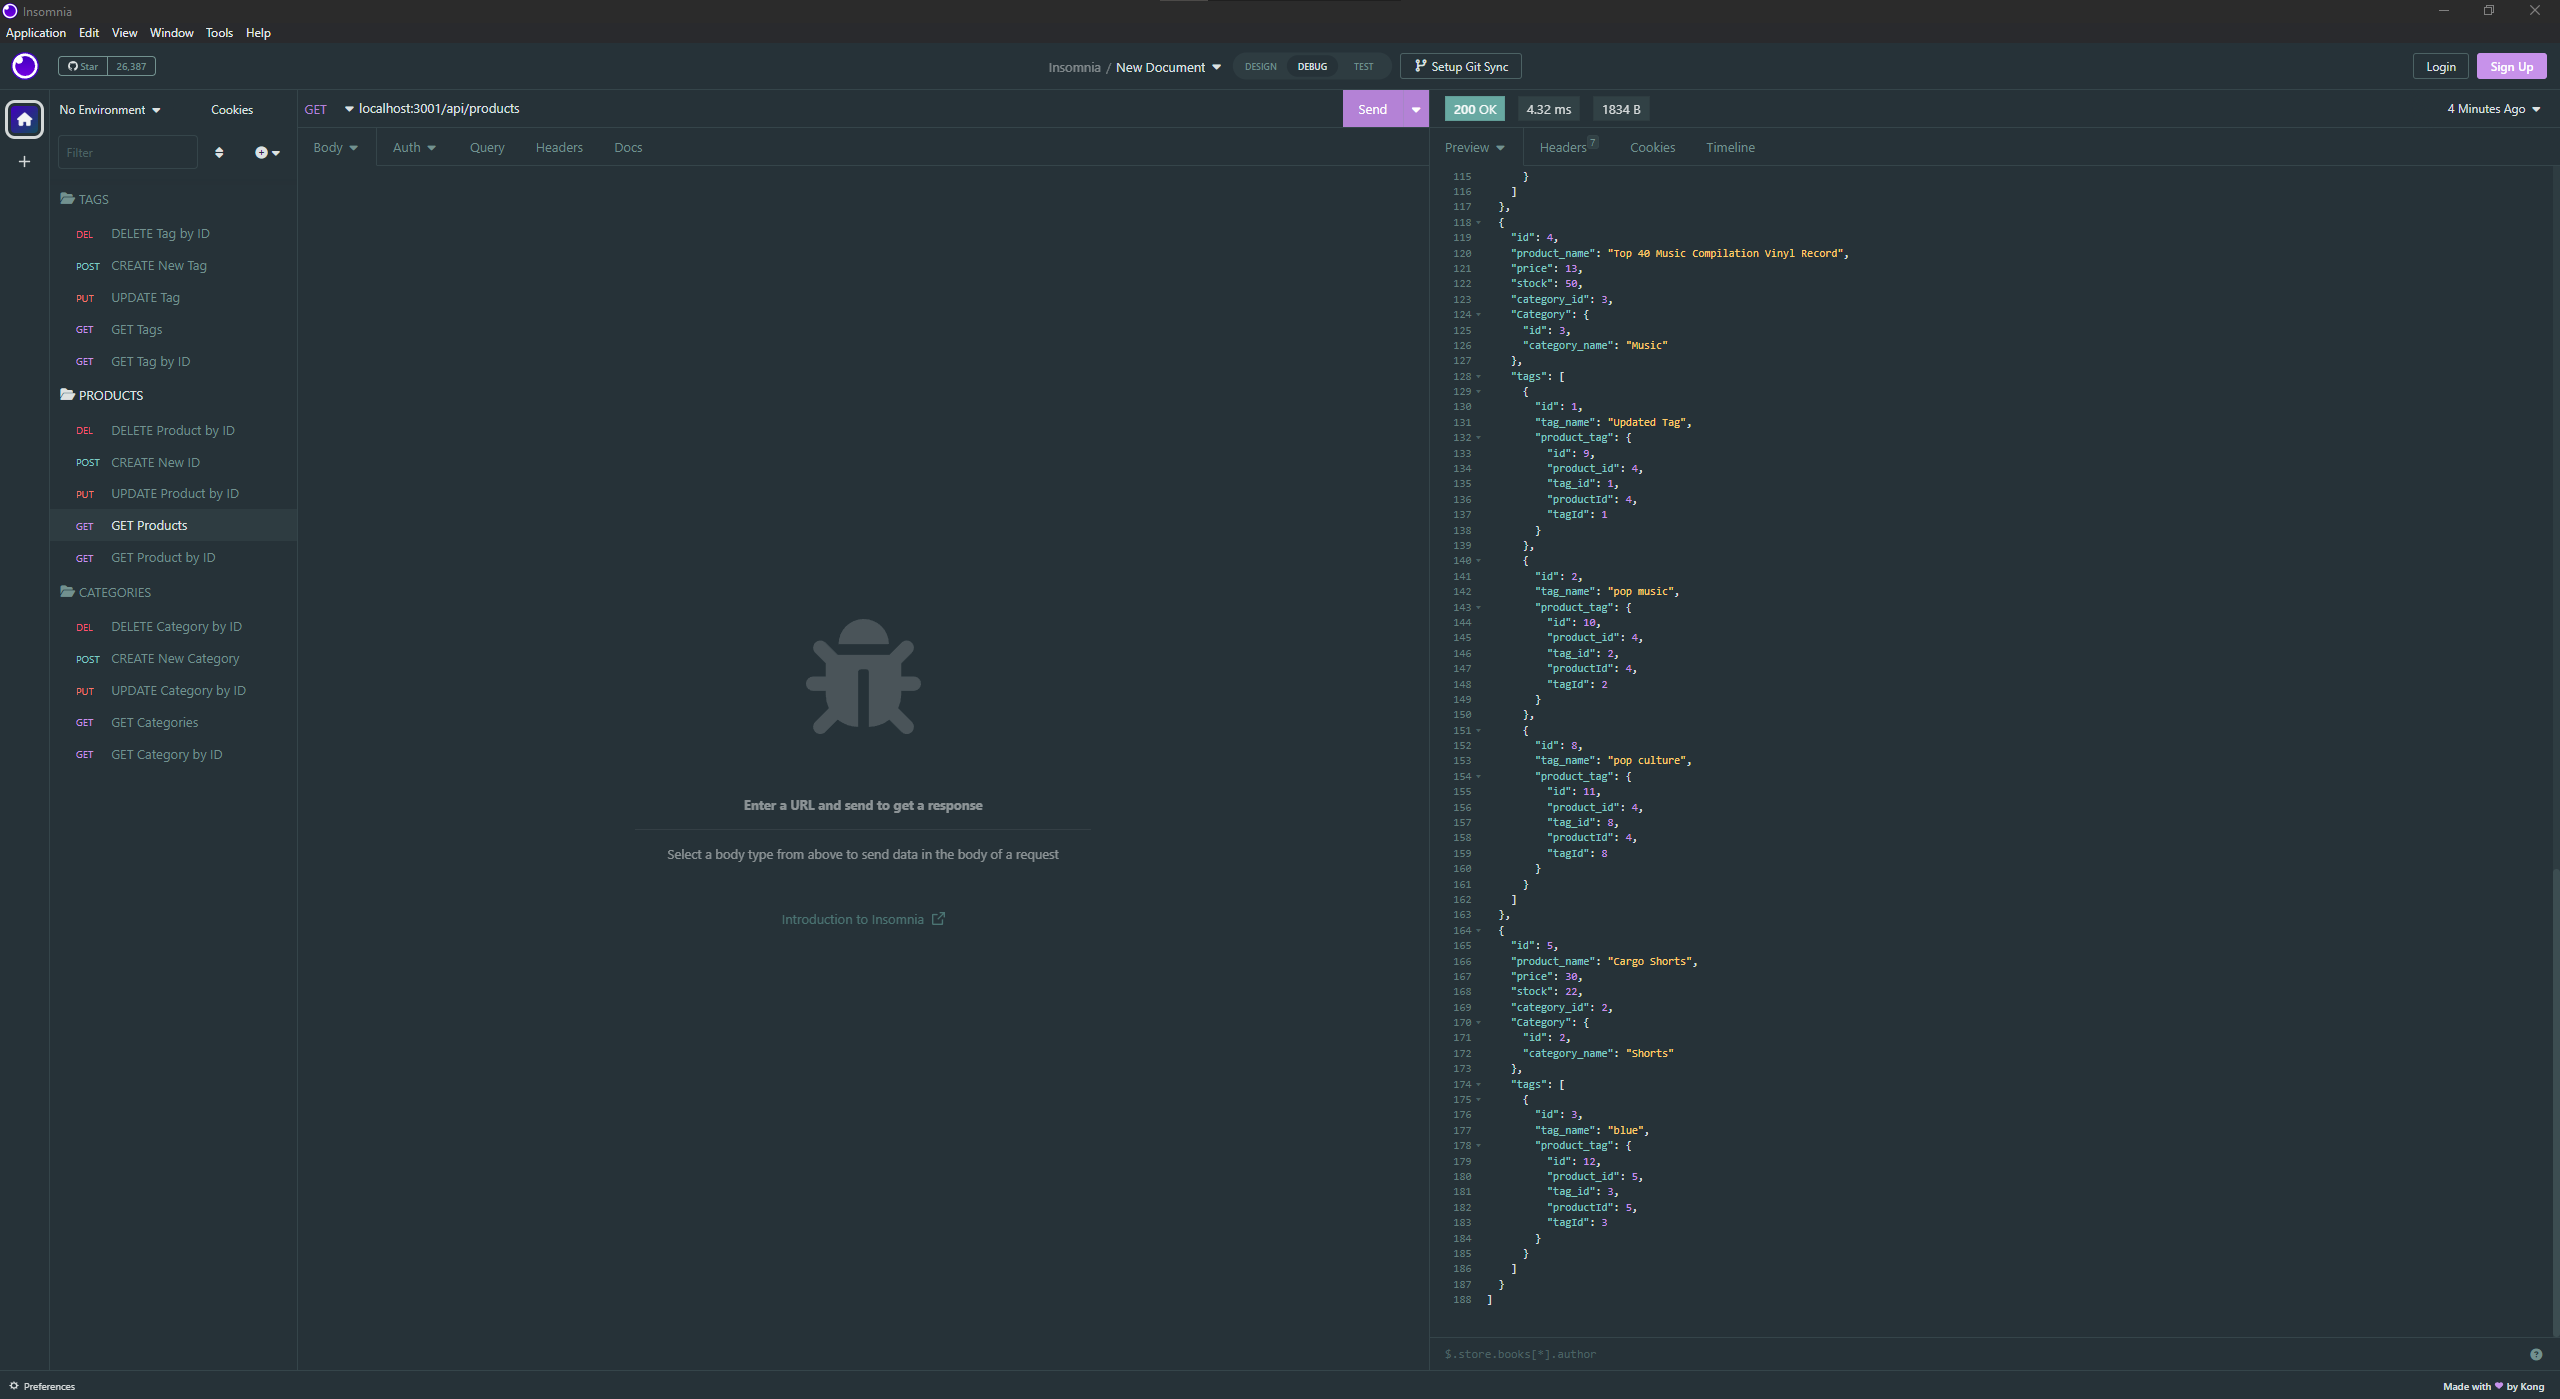 Insomnia
Application Edit View Window Tools Help
Star 26,387
Insomnia / New Document DESIGN DEBUG TEST Setup Git Sync
Login Sign Up
No Environment Cookies
Filter
TAGS
DEL DELETE Tag by ID
POST CREATE New Tag
PUT UPDATE Tag
GET GET Tags
GET GET Tag by ID
PRODUCTS
DEL DELETE Product by ID
POST CREATE New ID
PUT UPDATE Product by ID
GET GET Products
GET GET Product by ID
CATEGORIES
DEL DELETE Category by ID
POST CREATE New Category
PUT UPDATE Category by ID
GET GET Categories
GET GET Category by ID
GET localhost:3001/api/products Send
Body Auth Query Headers Docs
Enter a URL and send to get a response
Select a body type from above to send data in the body of a request
Introduction to Insomnia
200 OK 4.32 ms 1834 B 4 Minutes Ago
Preview Headers 7 Cookies Timeline
115 }
116 ]
117 },
118 {
119 "id": 4,
120 "product_name": "Top 40 Music Compilation Vinyl Record",
121 "price": 13,
122 "stock": 50,
123 "category_id": 3,
124 "Category": {
125 "id": 3,
126 "category_name": "Music"
127 },
128 "tags": [
129 {
130 "id": 1,
131 "tag_name": "Updated Tag",
132 "product_tag": {
133 "id": 9,
134 "product_id": 4,
135 "tag_id": 1,
136 "productId": 4,
137 "tagId": 1
138 }
139 },
140 {
141 "id": 2,
142 "tag_name": "pop music",
143 "product_tag": {
144 "id": 10,
145 "product_id": 4,
146 "tag_id": 2,
147 "productId": 4,
148 "tagId": 2
149 }
150 },
151 {
152 "id": 8,
153 "tag_name": "pop culture",
154 "product_tag": {
155 "id": 11,
156 "product_id": 4,
157 "tag_id": 8,
158 "productId": 4,
159 "tagId": 8
160 }
161 }
162 ]
163 },
164 {
165 "id": 5,
166 "product_name": "Cargo Shorts",
167 "price": 30,
168 "stock": 22,
169 "category_id": 2,
170 "Category": {
171 "id": 2,
172 "category_name": "Shorts"
173 },
174 "tags": [
175 {
176 "id": 3,
177 "tag_name": "blue",
178 "product_tag": {
179 "id": 12,
180 "product_id": 5,
181 "tag_id": 3,
182 "productId": 5,
183 "tagId": 3
184 }
185 }
186 ]
187 }
188 ]
$.store.books[*].author
Preferences
Made with ♥ by Kong